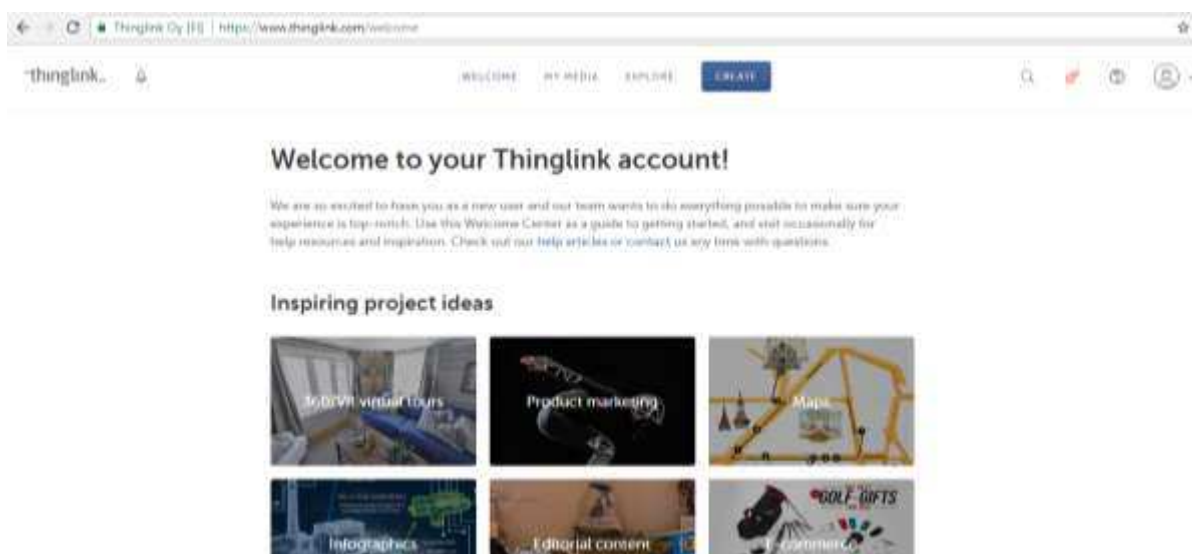 Thinglink Oy [FI] https://www.thinglink.com/welcome
thinglink..
WELCOME MY MEDIA EXPLORE CREATE
Welcome to your Thinglink account!
We are so excited to have you as a new user and our team wants to do everything possible to make sure your
experience is top-notch. Use this Welcome Center as a guide to getting started, and visit occasionally for
help resources and inspiration. Check out our help articles or contact us any time with questions.
Inspiring project ideas
360/VR virtual tours
Product marketing
Maps
Infographics
Editorial content
GOLF GIFTS
E-commerce